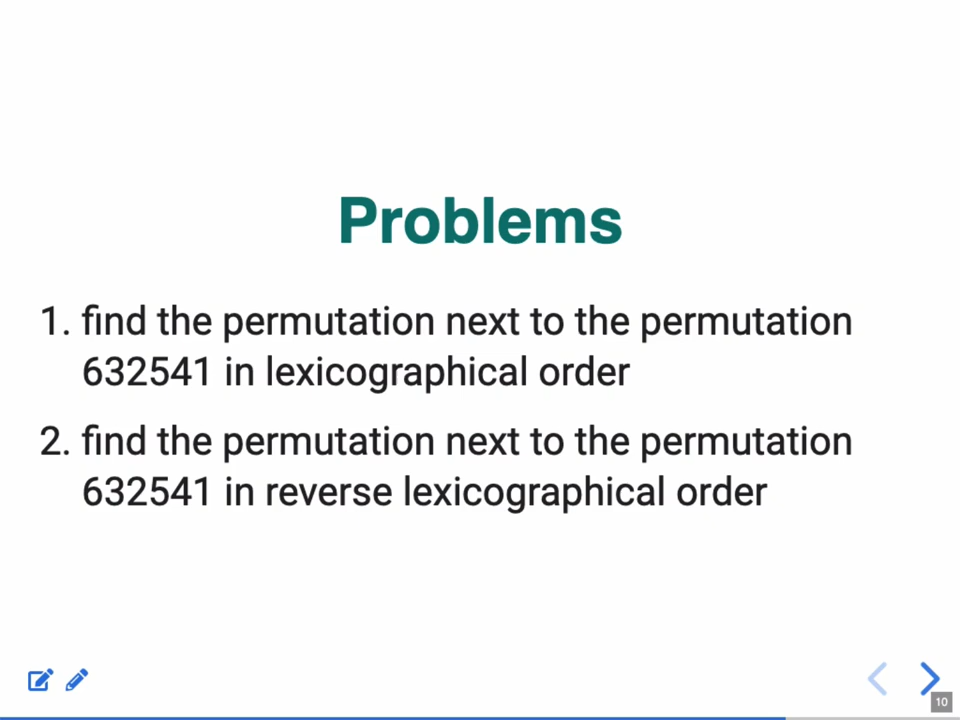 Problems
1. find the permutation next to the permutation
632541 in lexicographical order
2. find the permutation next to the permutation
632541 in reverse lexicographical order
10